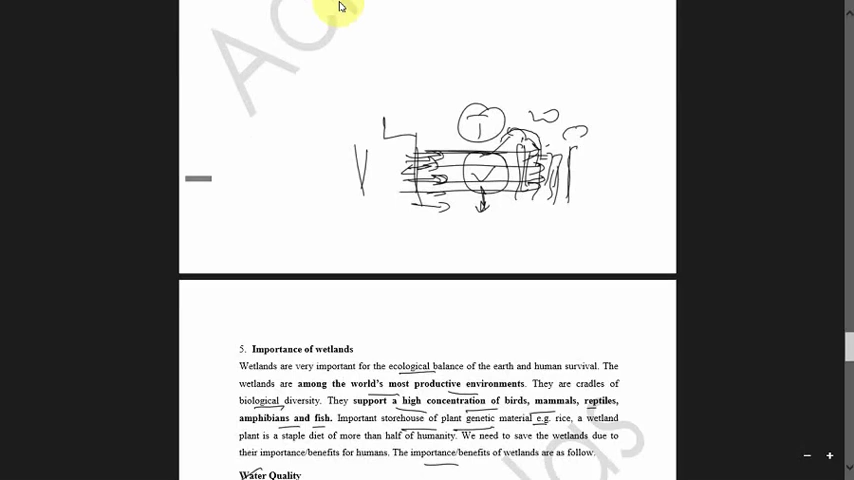 5. Importance of wetlands
Wetlands are very important for the ecological balance of the earth and human survival. The
wetlands are among the world's most productive environments. They are cradles of
biological diversity. They support a high concentration of birds, mammals, reptiles,
amphibians and fish. Important storehouse of plant genetic material e.g. rice, a wetland
plant is a staple diet of more than half of humanity. We need to save the wetlands due to
their importance/benefits for humans. The importance/benefits of wetlands are as follow.
Water Quality